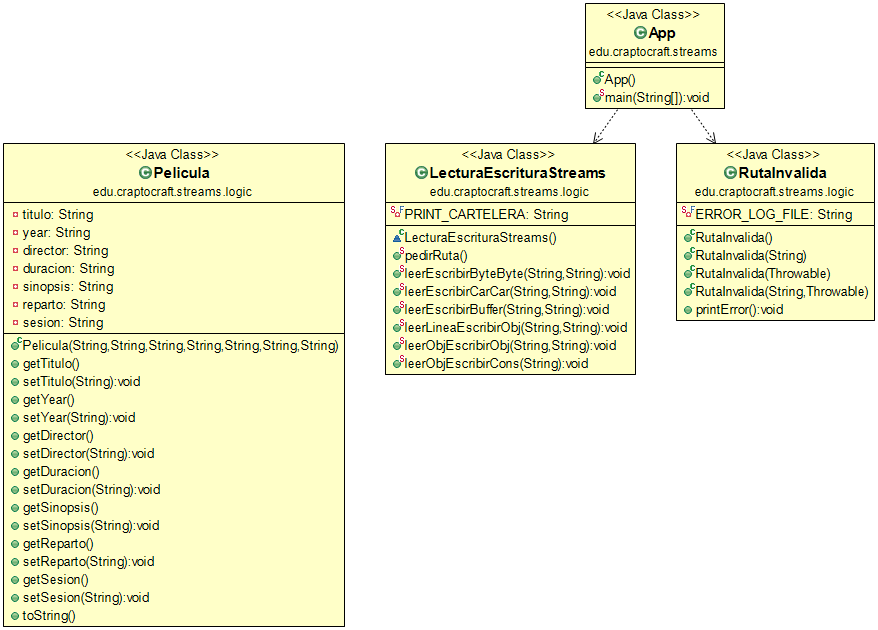 <<Java Class>>
App
edu.craptocraft.streams
App()
main(String[]):void
<<Java Class>>
Pelicula
edu.craptocraft.streams.logic
titulo: String
year: String
director: String
duracion: String
sinopsis: String
reparto: String
sesion: String
Pelicula(String,String,String,String,String,String,String)
getTitulo()
setTitulo(String):void
getYear()
setYear(String):void
getDirector()
setDirector(String):void
getDuracion()
setDuracion(String):void
getSinopsis()
setSinopsis(String):void
getReparto()
setReparto(String):void
getSesion()
setSesion(String):void
toString()
<<Java Class>>
LecturaEscrituraStreams
edu.craptocraft.streams.logic
PRINT_CARTELERA: String
LecturaEscrituraStreams()
pedirRuta()
leerEscribirByteByte(String,String):void
leerEscribirCarCar(String,String):void
leerEscribirBuffer(String,String):void
leerLineaEscribirObj(String,String):void
leerObjEscribirObj(String,String):void
leerObjEscribirCons(String):void
<<Java Class>>
RutaInvalida
edu.craptocraft.streams.logic
ERROR_LOG_FILE: String
RutaInvalida()
RutaInvalida(String)
RutaInvalida(Throwable)
RutaInvalida(String,Throwable)
printError():void